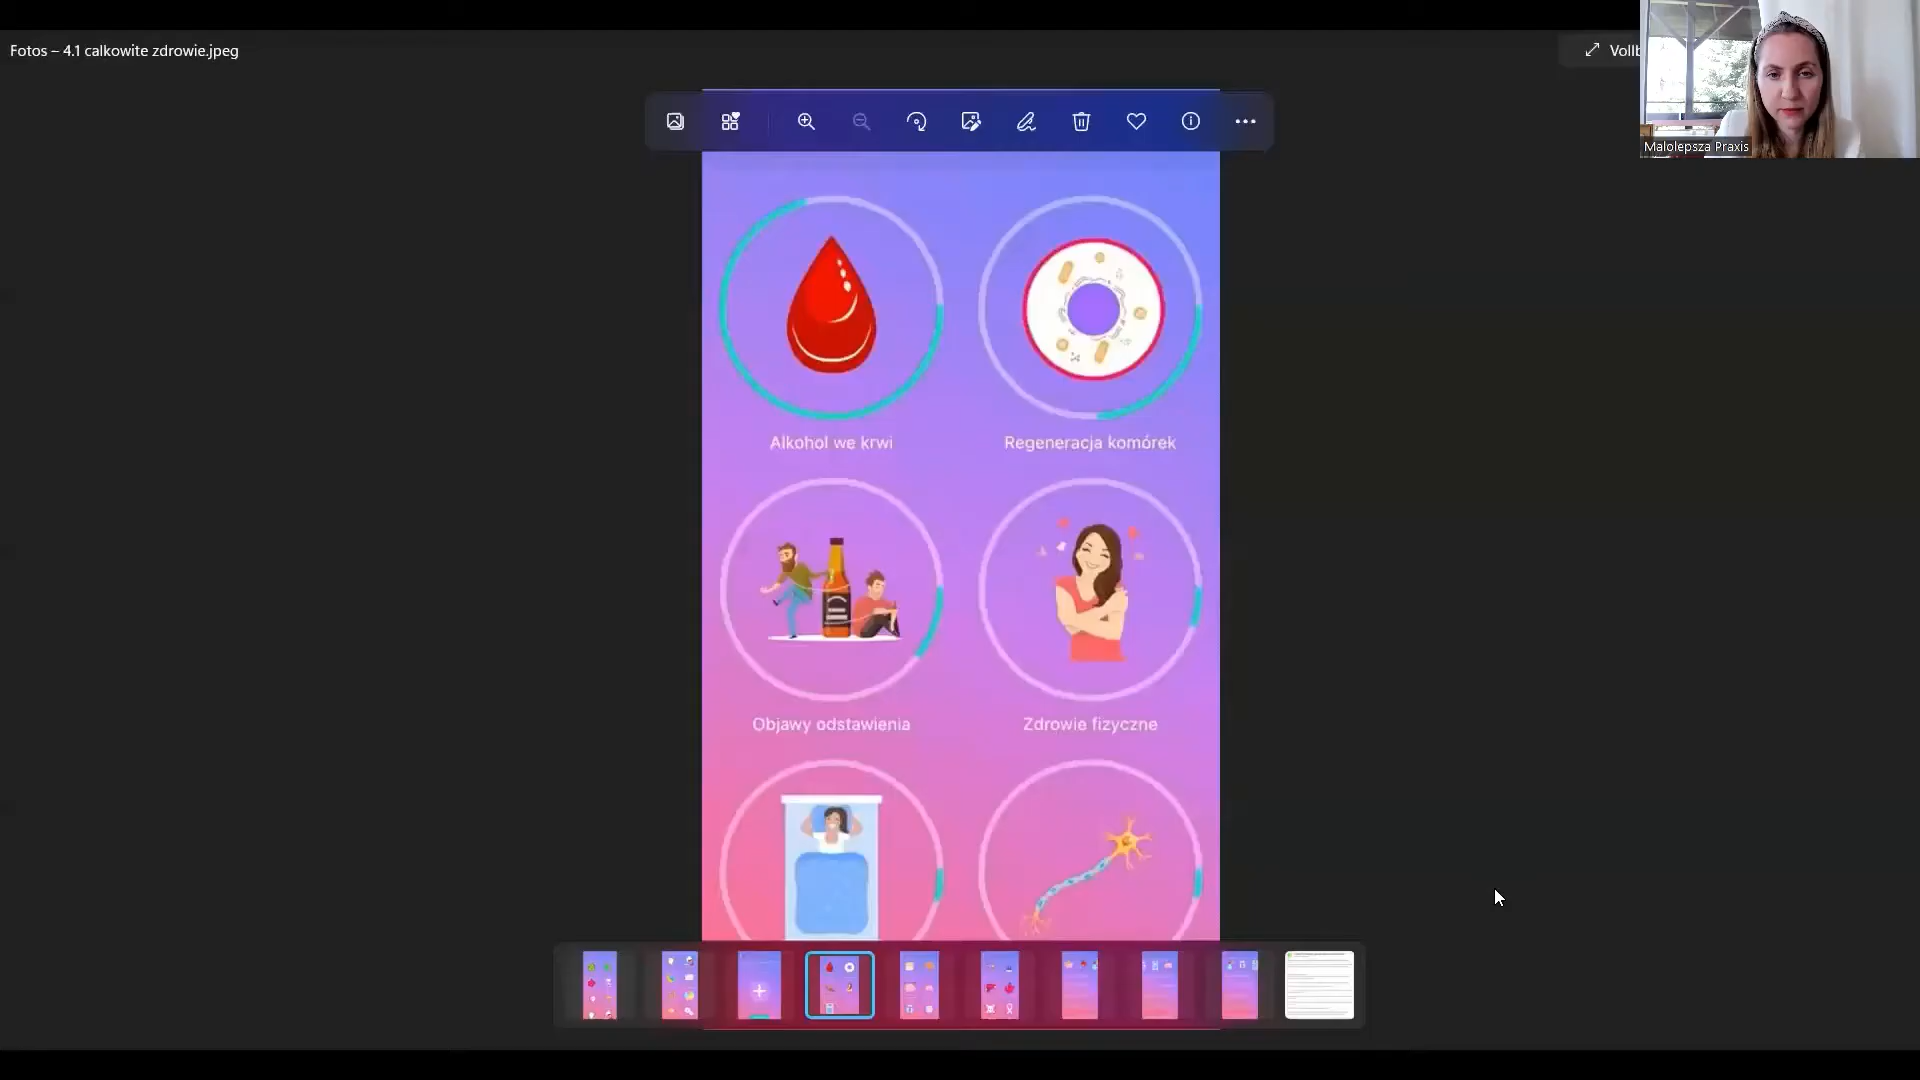 Fotos – 4.1 calkowite zdrowie.jpeg
Vollb
Malolepsza Praxis
Alkohol we krwi
Regeneracja komórek
Objawy odstawienia
Zdrowie fizyczne